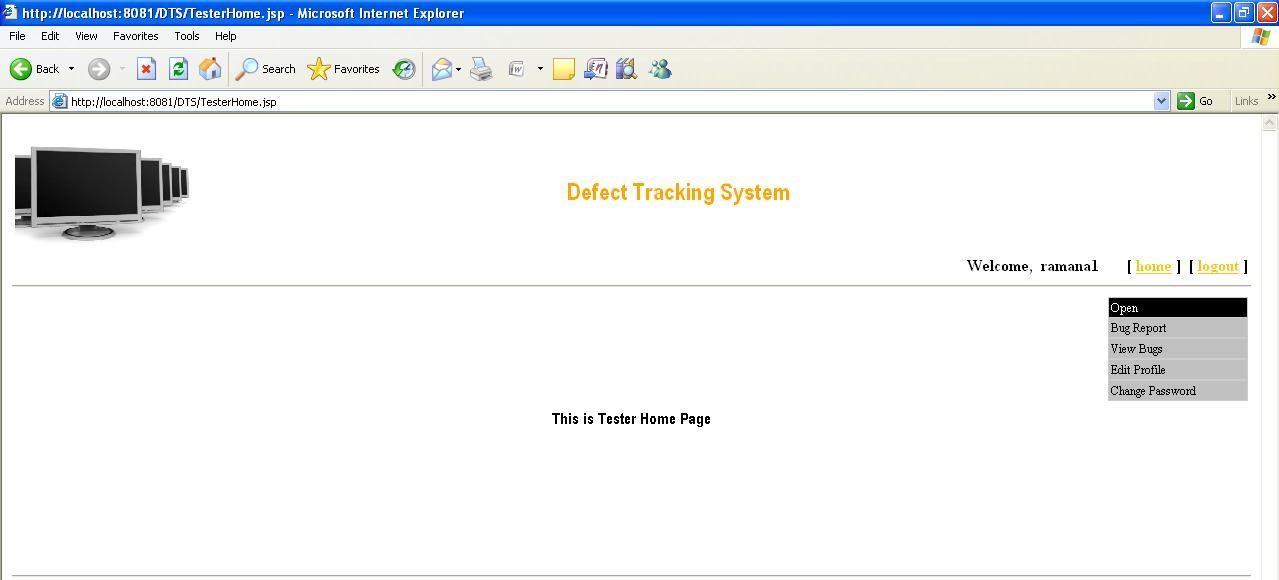 http://localhost:8081/DTS/TesterHome.jsp - Microsoft Internet Explorer
File Edit View Favorites Tools Help
Back Search Favorites
Address http://localhost:8081/DTS/TesterHome.jsp Go Links »
Defect Tracking System
Welcome, ramana1 [ home ] [ logout ]
Open
Bug Report
View Bugs
Edit Profile
Change Password
This is Tester Home Page